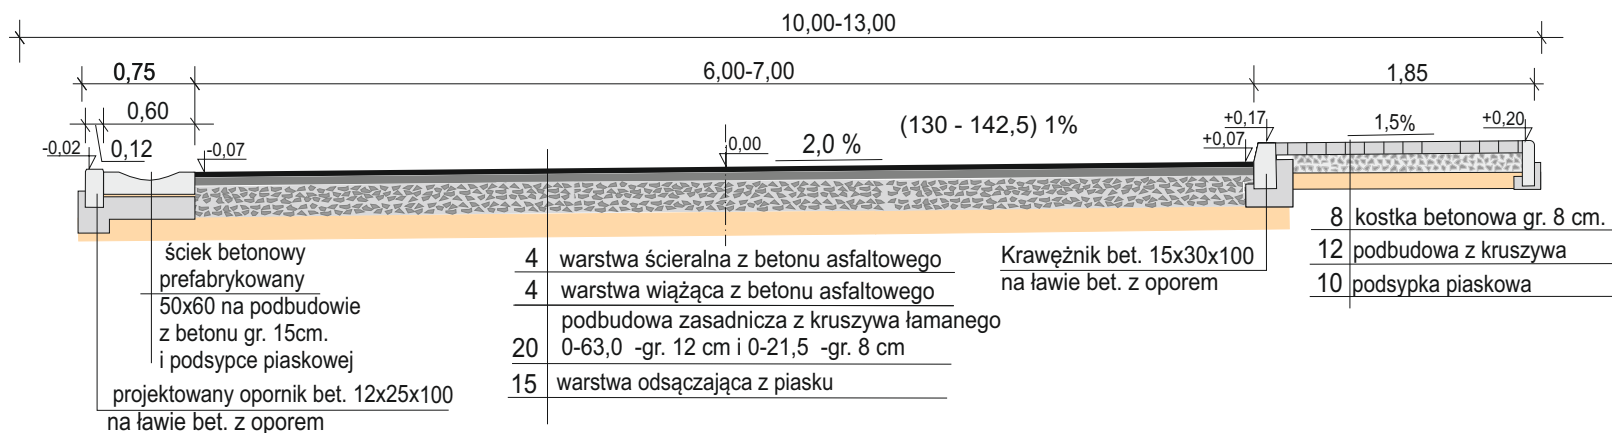 10,00-13,00
0,75
6,00-7,00
1,85
0,60
0,12
-0,02
-0,07
0,00
2,0 %
(130 - 142,5) 1%
+0,17
+0,07
1,5%
+0,20
ściek betonowy
prefabrykowany
50x60 na podbudowie
z betonu gr. 15cm.
i podsypce piaskowej
projektowany opornik bet. 12x25x100
na ławie bet. z oporem
4 warstwa ścieralna z betonu asfaltowego
4 warstwa wiążąca z betonu asfaltowego
podbudowa zasadnicza z kruszywa łamanego
20 0-63,0 -gr. 12 cm i 0-21,5 -gr. 8 cm
15 warstwa odsączająca z piasku
Krawężnik bet. 15x30x100
na ławie bet. z oporem
8 kostka betonowa gr. 8 cm.
12 podbudowa z kruszywa
10 podsypka piaskowa